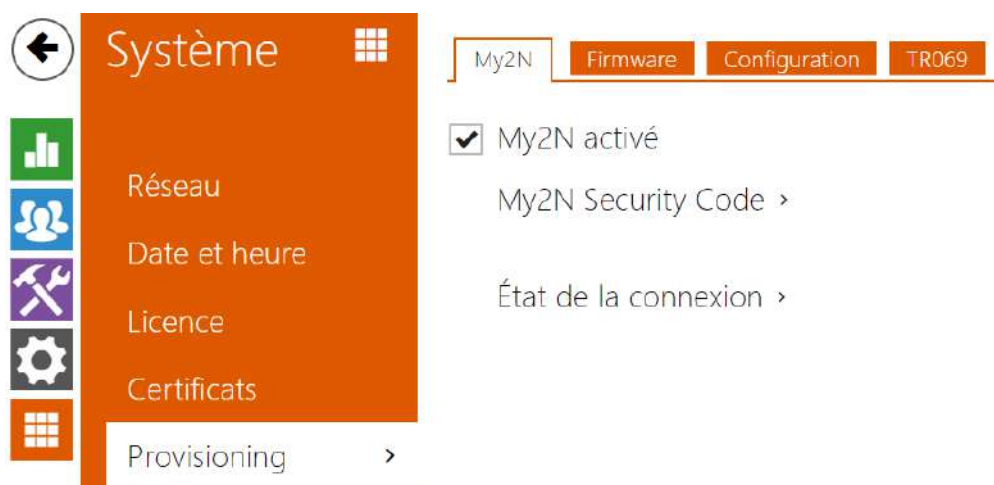 Système
My2N Firmware Configuration TR069
My2N activé
My2N Security Code ›
État de la connexion ›
Réseau
Date et heure
Licence
Certificats
Provisioning ›